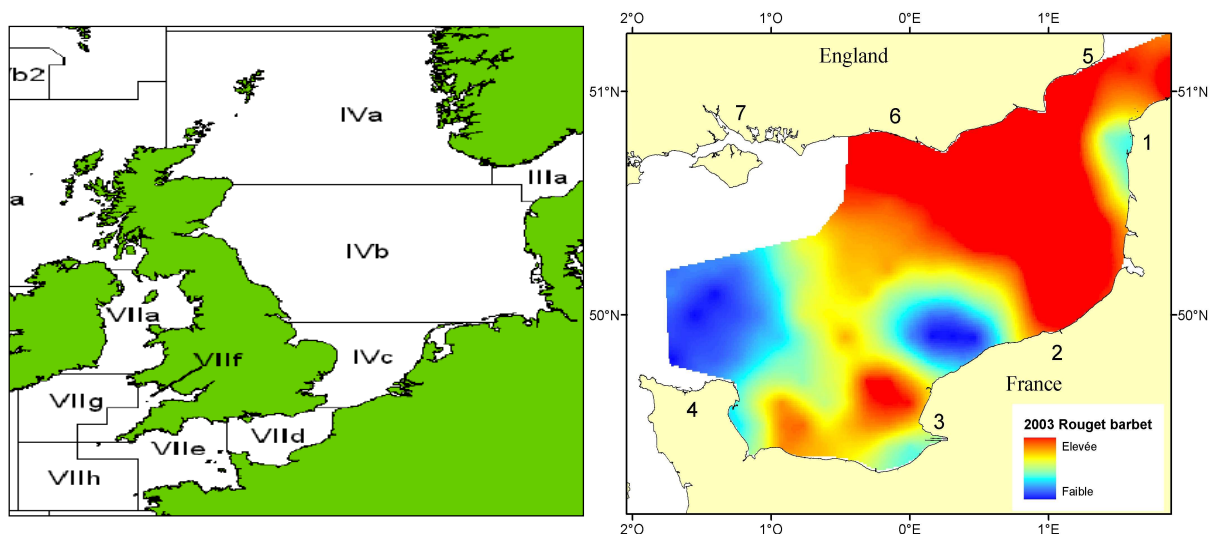 IVa
/b2
IIIa
a
IVb
VIIa
VIIf
IVc
VIIg
VIId
VIIe
VIIh
2°O 1°O 0°E 1°E
England
5
51°N 51°N
7 6
1
50°N 50°N
2
France
4 3
2003 Rouget barbet
Elevée
Faible
2°O 1°O 0°E 1°E